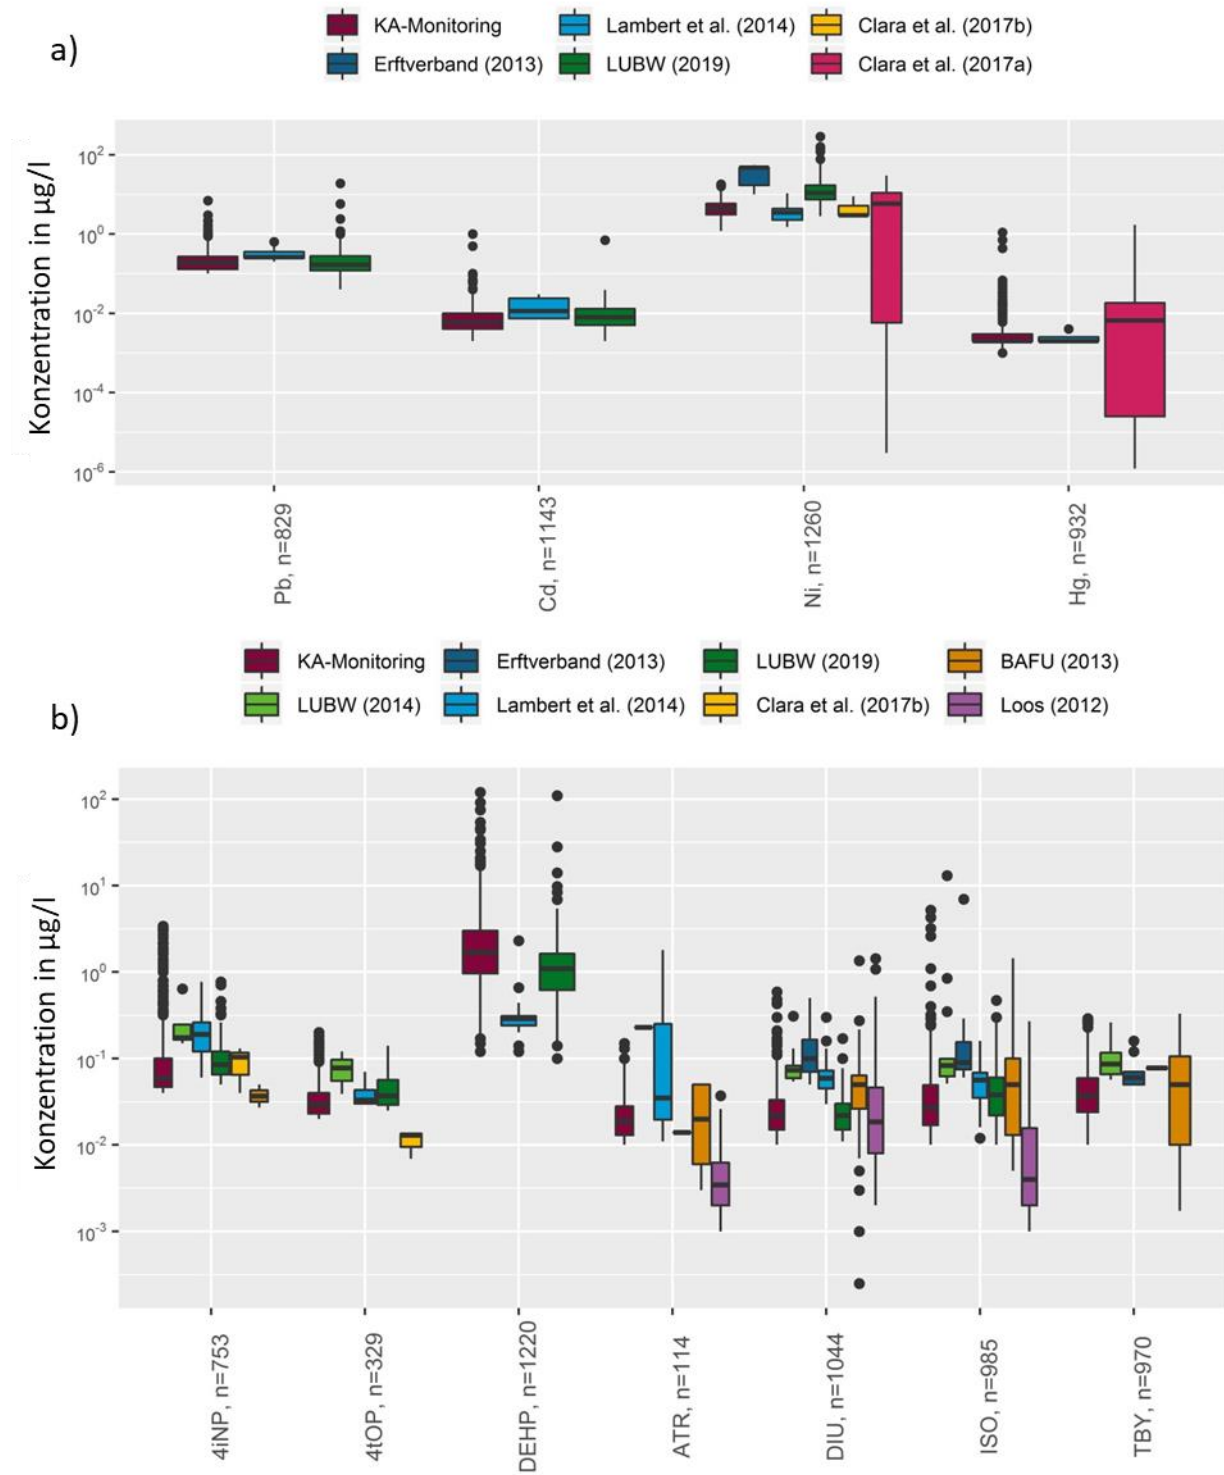 a)
KA-Monitoring
Lambert et al. (2014)
Clara et al. (2017b)
Erftverband (2013)
LUBW (2019)
Clara et al. (2017a)
Konzentration in µg/l
10²
10⁰
10⁻²
10⁻⁴
10⁻⁶
Pb, n=829
Cd, n=1143
Ni, n=1260
Hg, n=932
b)
KA-Monitoring
Erftverband (2013)
LUBW (2019)
BAFU (2013)
LUBW (2014)
Lambert et al. (2014)
Clara et al. (2017b)
Loos (2012)
Konzentration in µg/l
10²
10¹
10⁰
10⁻¹
10⁻²
10⁻³
4iNP, n=753
4tOP, n=329
DEHP, n=1220
ATR, n=114
DIU, n=1044
ISO, n=985
TBY, n=970